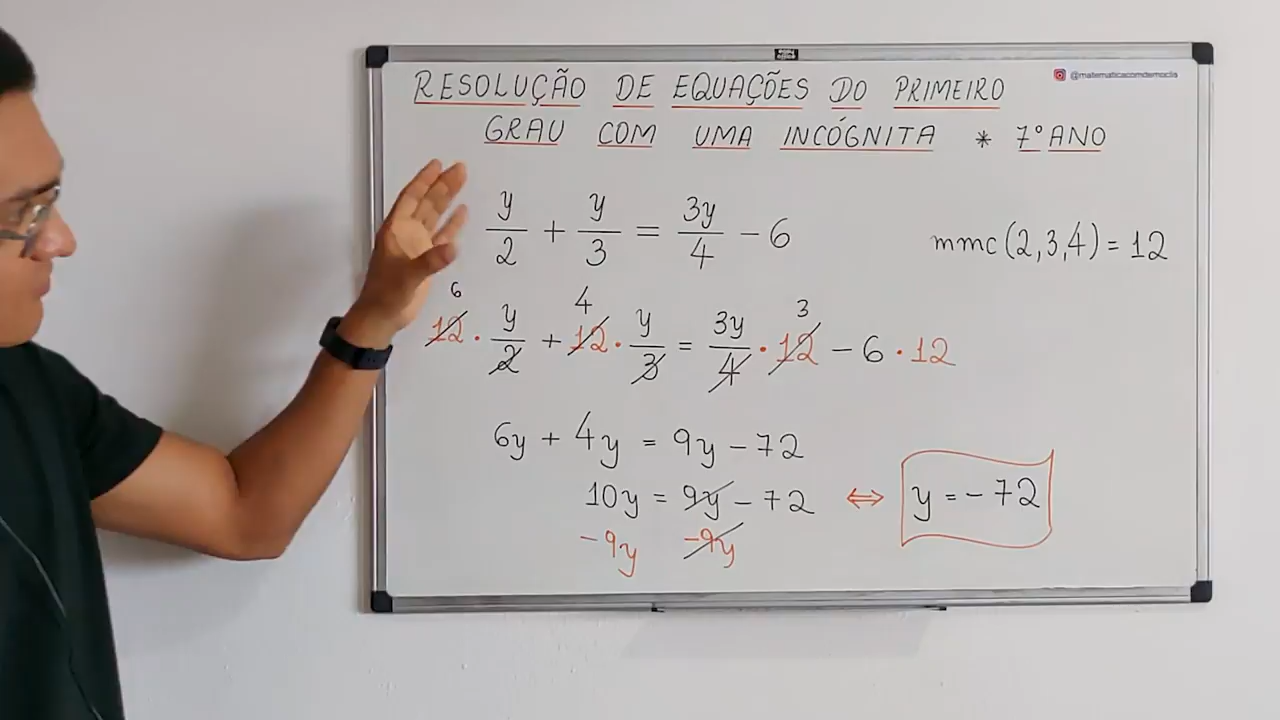 @matematicacomdemoclis
RESOLUÇÃO DE EQUAÇÕES DO PRIMEIRO
GRAU COM UMA INCÓGNITA * 7º ANO
y/2 + y/3 = 3y/4 - 6
mmc(2,3,4) = 12
6 4 3
12 · y/2 + 12 · y/3 = 3y/4 · 12 - 6 · 12
6y + 4y = 9y - 72
10y = 9y - 72 ⇔ y = - 72
-9y -9y